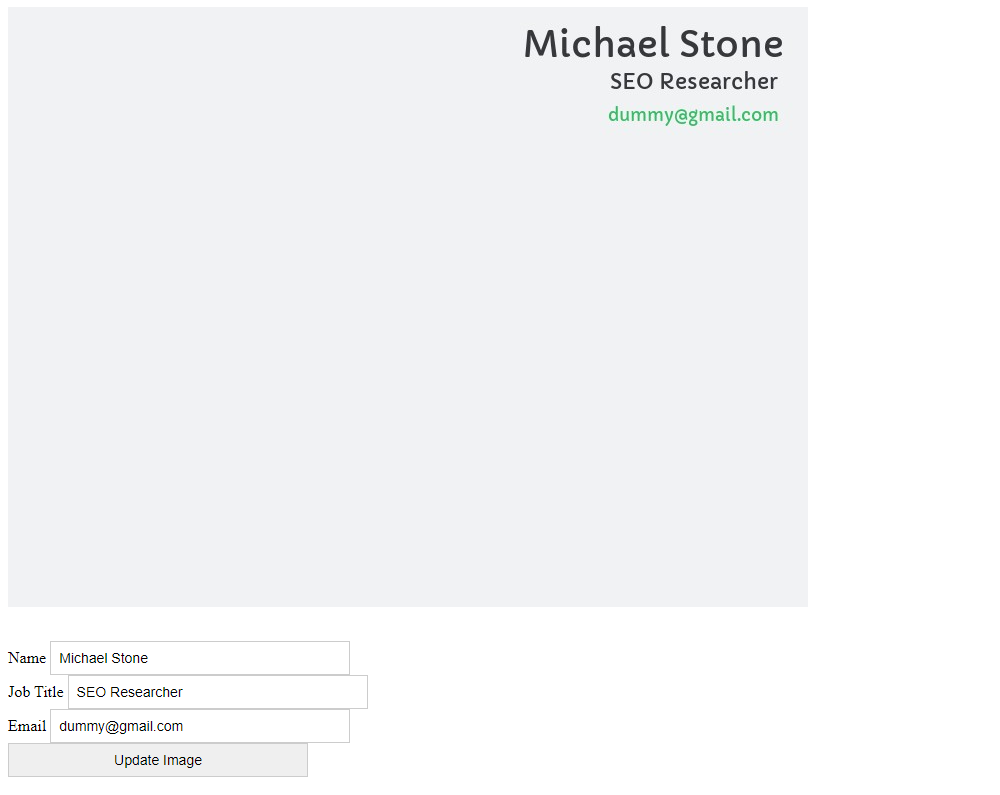 Michael Stone
SEO Researcher
dummy@gmail.com
Name Michael Stone
Job Title SEO Researcher
Email dummy@gmail.com
Update Image